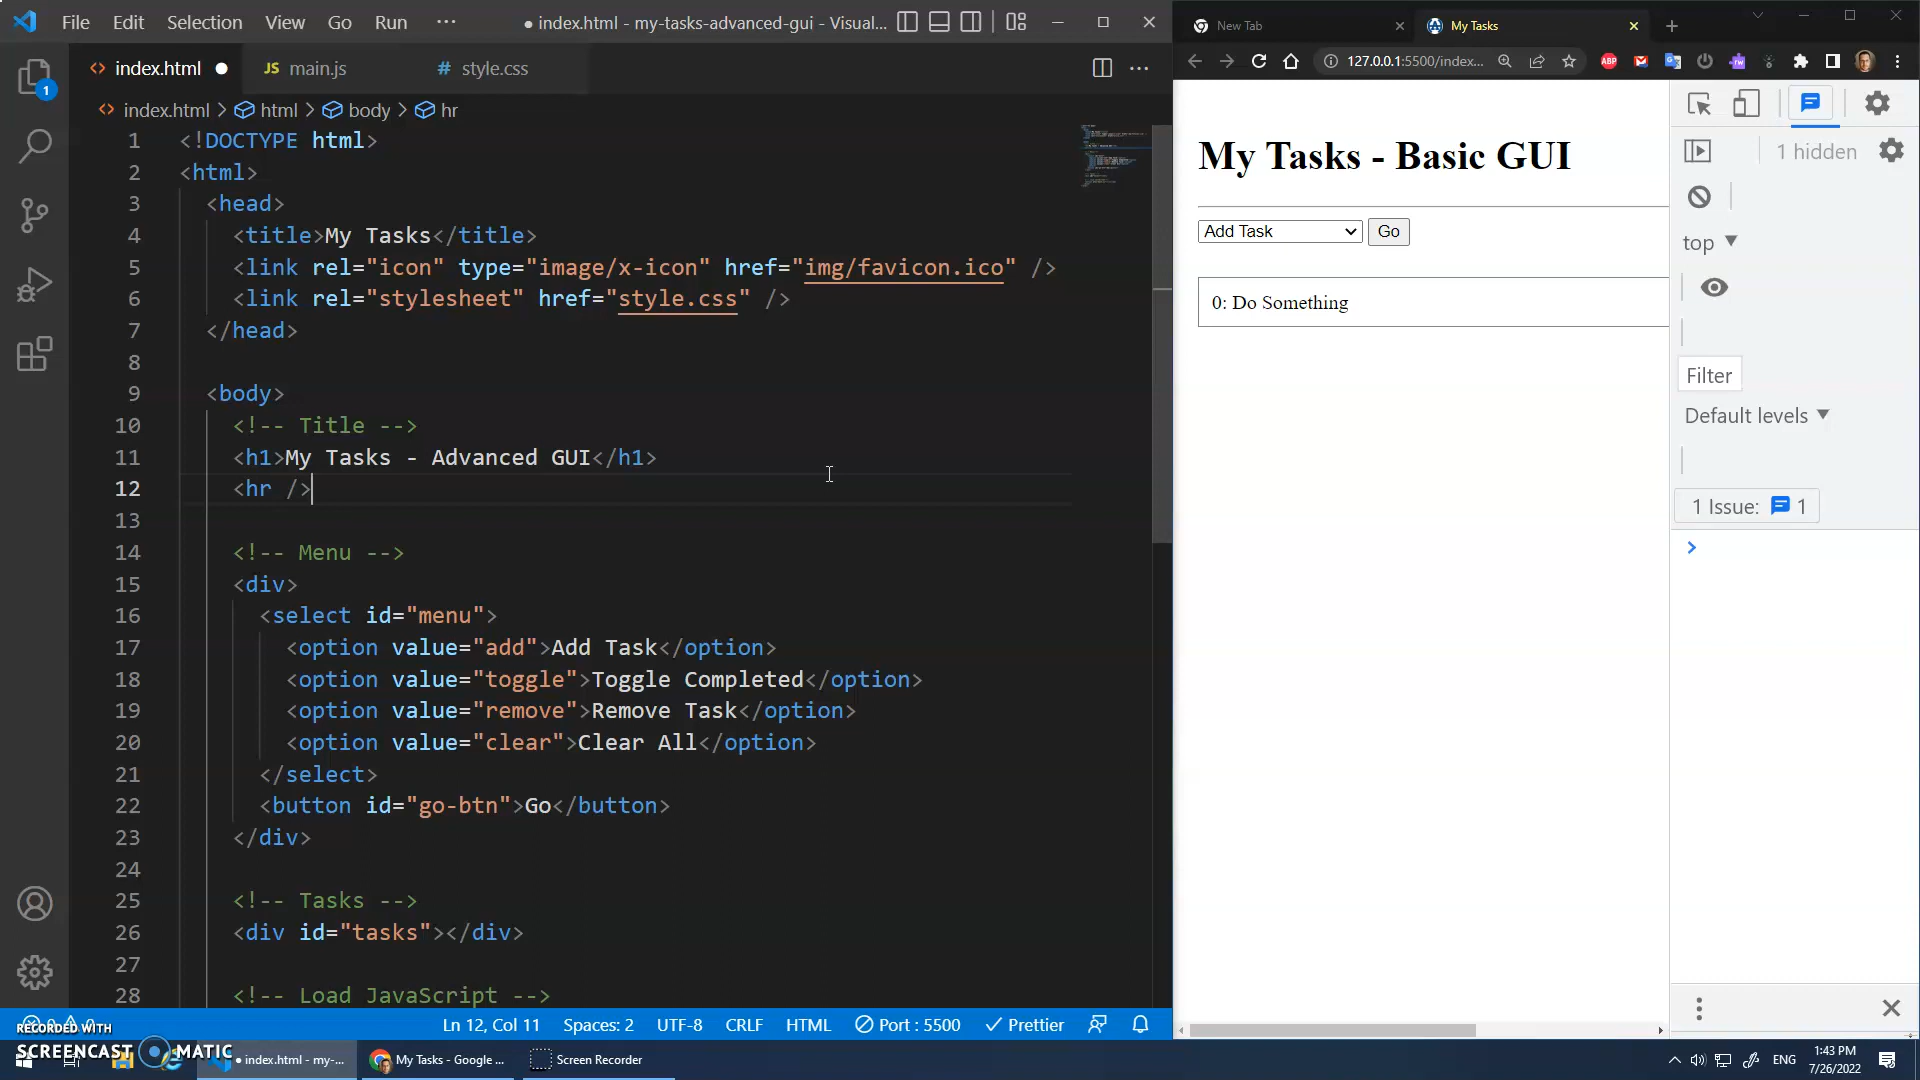 File Edit Selection View Go Run ···
● index.html - my-tasks-advanced-gui - Visual...
index.html ●
JS main.js
# style.css
index.html > html > body > hr
1 <!DOCTYPE html>
2 <html>
3 <head>
4 <title>My Tasks</title>
5 <link rel="icon" type="image/x-icon" href="img/favicon.ico" />
6 <link rel="stylesheet" href="style.css" />
7 </head>
8
9 <body>
10 <!-- Title -->
11 <h1>My Tasks - Advanced GUI</h1>
12 <hr />
13
14 <!-- Menu -->
15 <div>
16 <select id="menu">
17 <option value="add">Add Task</option>
18 <option value="toggle">Toggle Completed</option>
19 <option value="remove">Remove Task</option>
20 <option value="clear">Clear All</option>
21 </select>
22 <button id="go-btn">Go</button>
23 </div>
24
25 <!-- Tasks -->
26 <div id="tasks"></div>
27
28 <!-- Load JavaScript -->
1
Ln 12, Col 11 Spaces: 2 UTF-8 CRLF HTML Port : 5500 Prettier
New Tab
My Tasks
127.0.0.1:5500/index...
ABP
My Tasks - Basic GUI
Add Task
Go
0: Do Something
1 hidden
top
Filter
Default levels
1 Issue: 1
RECORDED WITH
SCREENCAST MATIC
● index.html - my-...
My Tasks - Google ...
Screen Recorder
ENG
1:43 PM
7/26/2022